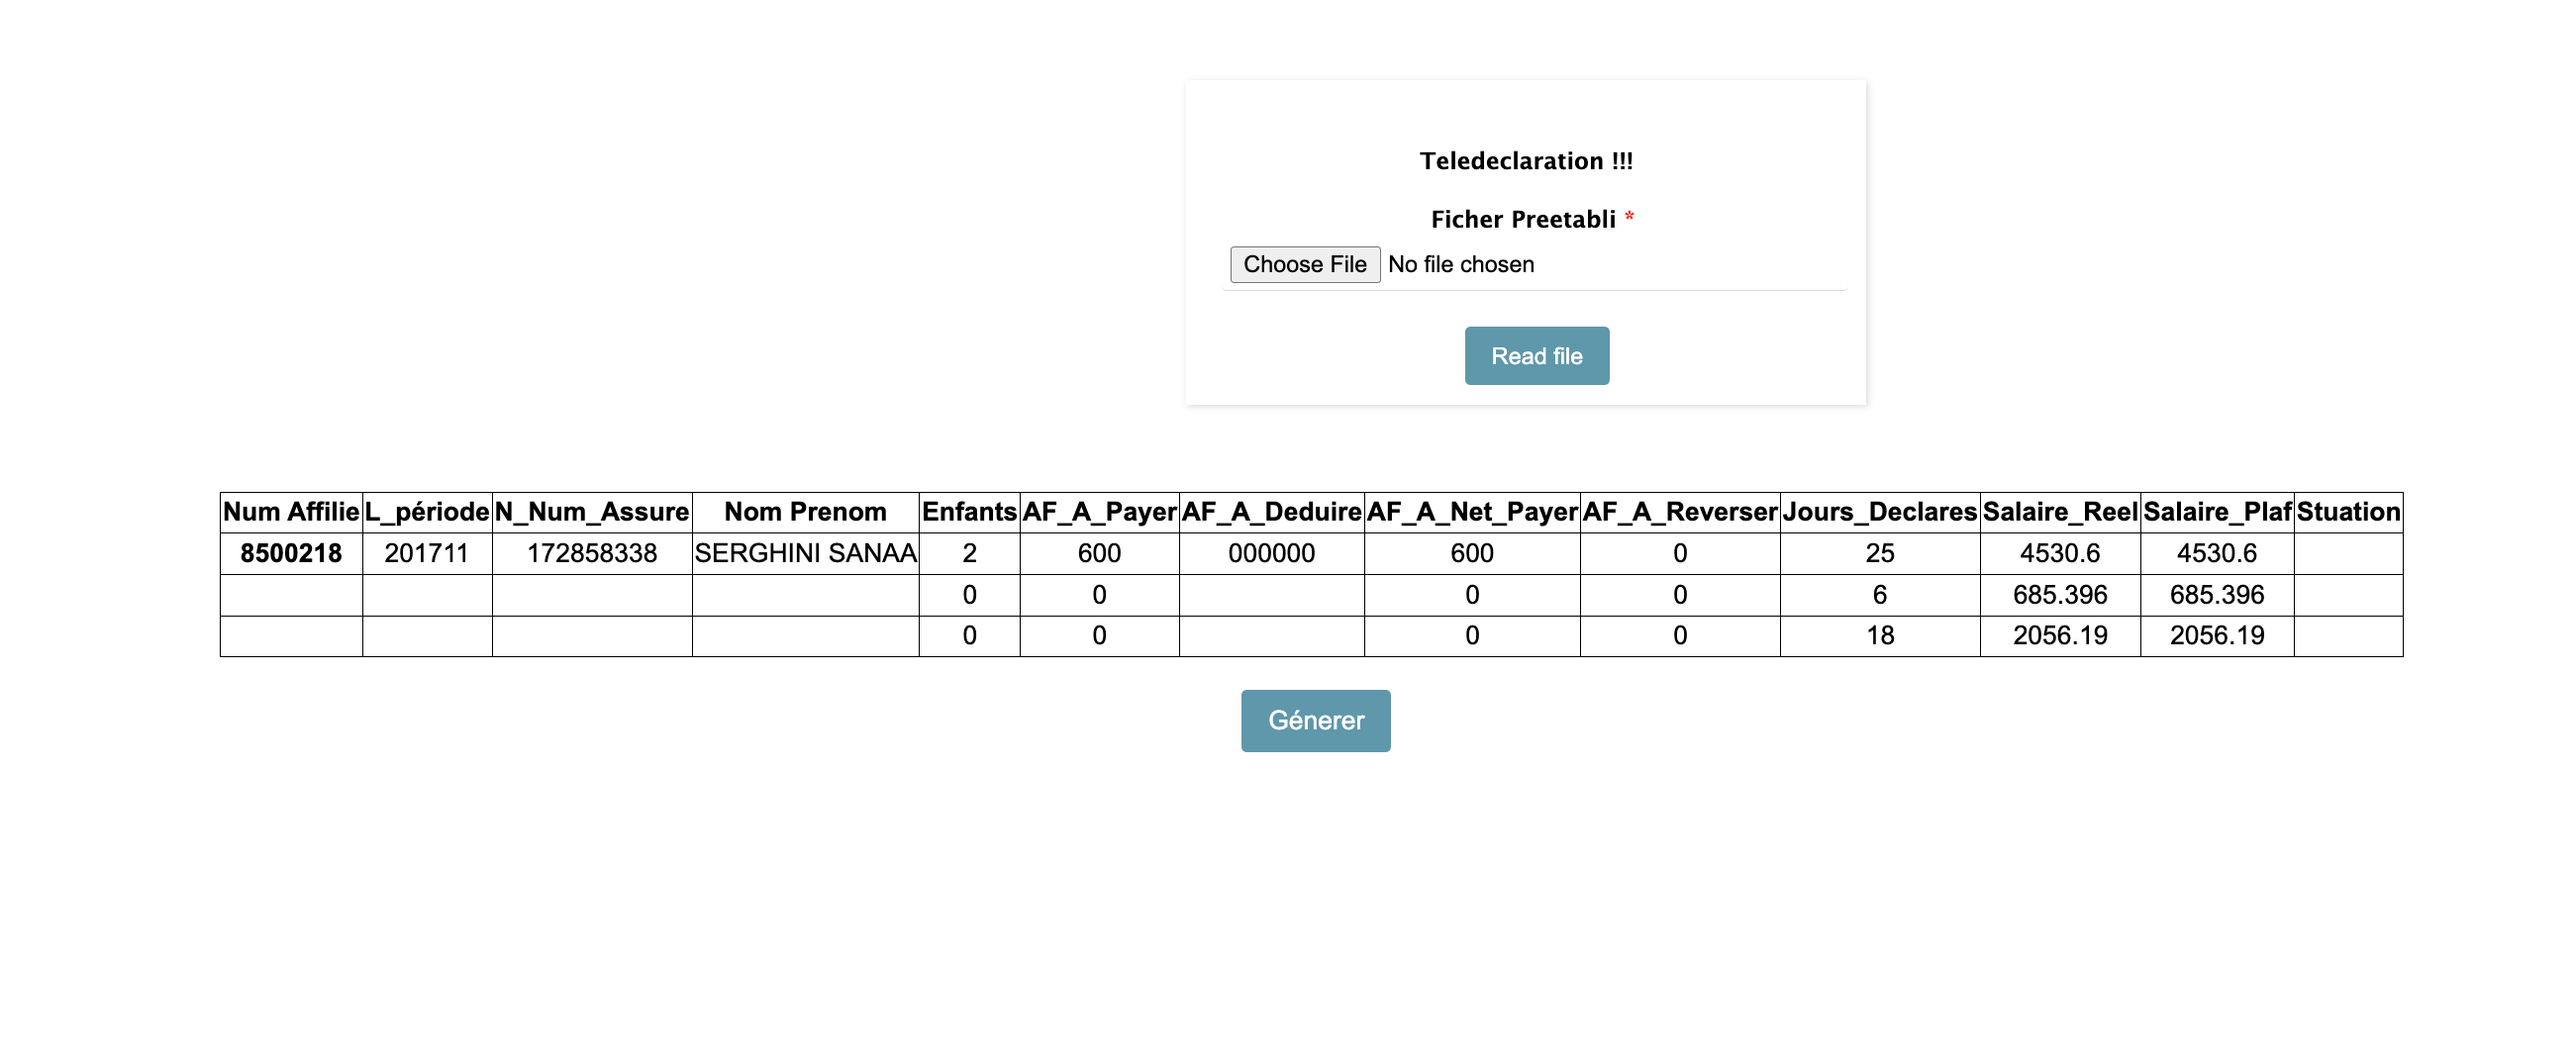 Teledeclaration !!!
Ficher Preetabli *
Choose File No file chosen
Read file
Num Affilie L_période N_Num_Assure Nom Prenom Enfants AF_A_Payer AF_A_Deduire AF_A_Net_Payer AF_A_Reverser Jours_Declares Salaire_Reel Salaire_Plaf Stuation
8500218 201711 172858338 SERGHINI SANAA 2 600 000000 600 0 25 4530.6 4530.6
0 0 0 0 6 685.396 685.396
0 0 0 0 18 2056.19 2056.19
Génerer